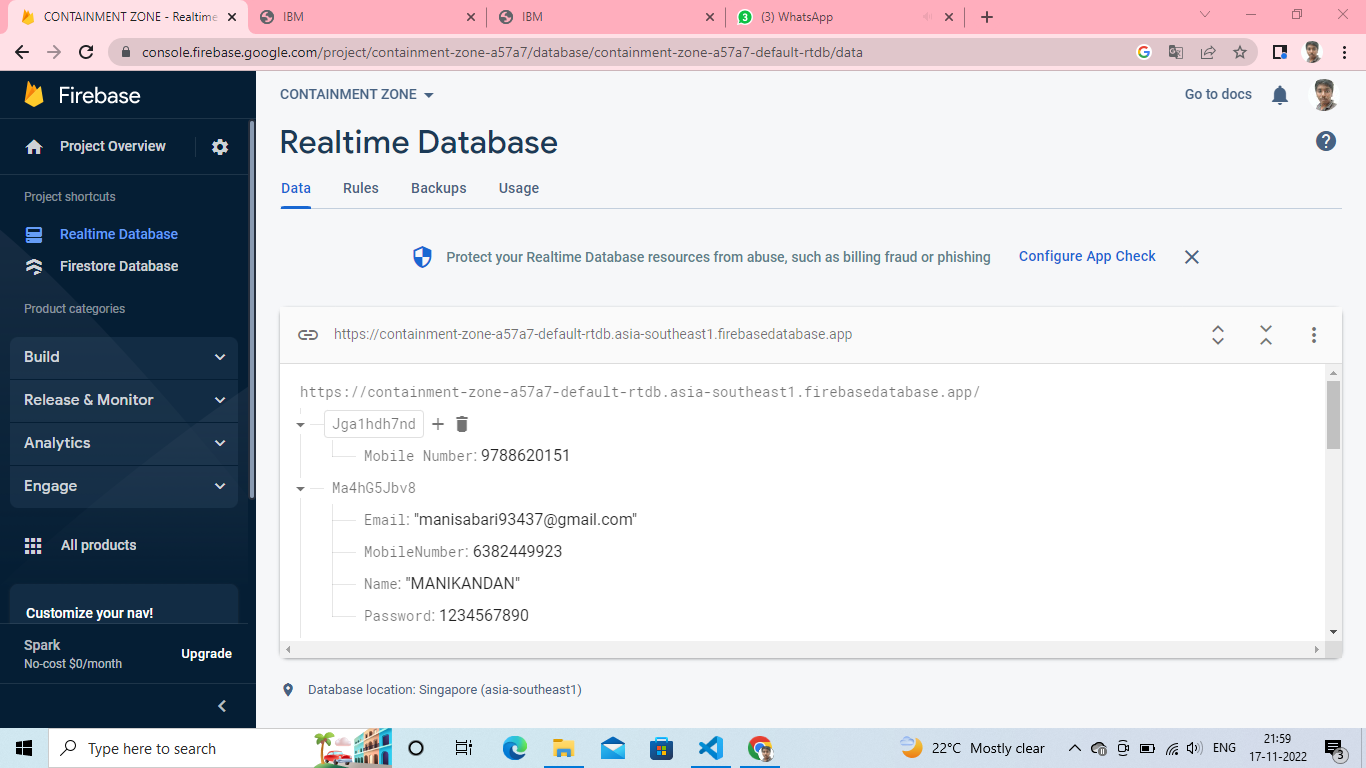 CONTAINMENT ZONE - Realtime
IBM
IBM
3
(3) WhatsApp
console.firebase.google.com/project/containment-zone-a57a7/database/containment-zone-a57a7-default-rtdb/data
Firebase
CONTAINMENT ZONE
Go to docs
Project Overview
Realtime Database
?
Data
Rules
Backups
Usage
Project shortcuts
Realtime Database
Firestore Database
Protect your Realtime Database resources from abuse, such as billing fraud or phishing
Configure App Check
Product categories
Build
Release & Monitor
Analytics
Engage
All products
Customize your nav!
Spark
No-cost $0/month
Upgrade
https://containment-zone-a57a7-default-rtdb.asia-southeast1.firebasedatabase.app
https://containment-zone-a57a7-default-rtdb.asia-southeast1.firebasedatabase.app/
Jga1hdh7nd
Mobile Number: 9788620151
Ma4hG5Jbv8
Email: "manisabari93437@gmail.com"
MobileNumber: 6382449923
Name: "MANIKANDAN"
Password: 1234567890
Database location: Singapore (asia-southeast1)
Type here to search
22°C Mostly clear
ENG
21:59
17-11-2022
3